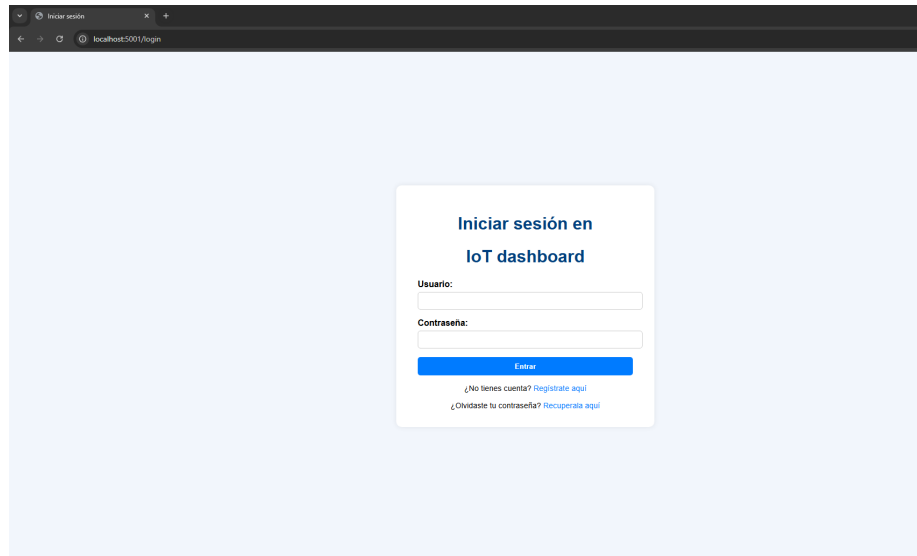 Iniciar sesión
localhost:5001/login
Iniciar sesión en
IoT dashboard
Usuario:
Contraseña:
Entrar
¿No tienes cuenta? Regístrate aquí
¿Olvidaste tu contraseña? Recuperala aquí